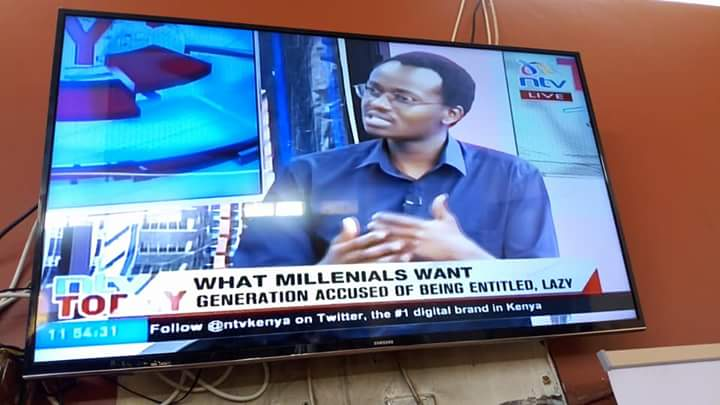 ntv
LIVE
WHAT MILLENIALS WANT
GENERATION ACCUSED OF BEING ENTITLED, LAZY
ntv
11 54:31
Follow @ntvkenya on Twitter, the #1 digital brand in Kenya
SAMSUNG